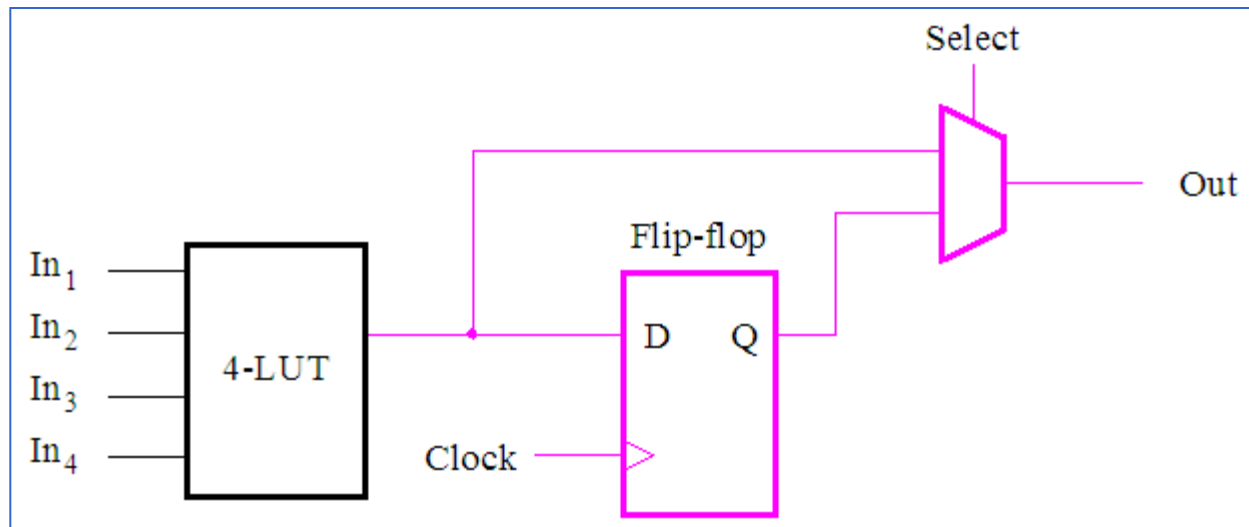 Select
Out
Flip-flop
In1
In2
In3
In4
4-LUT
D
Q
Clock